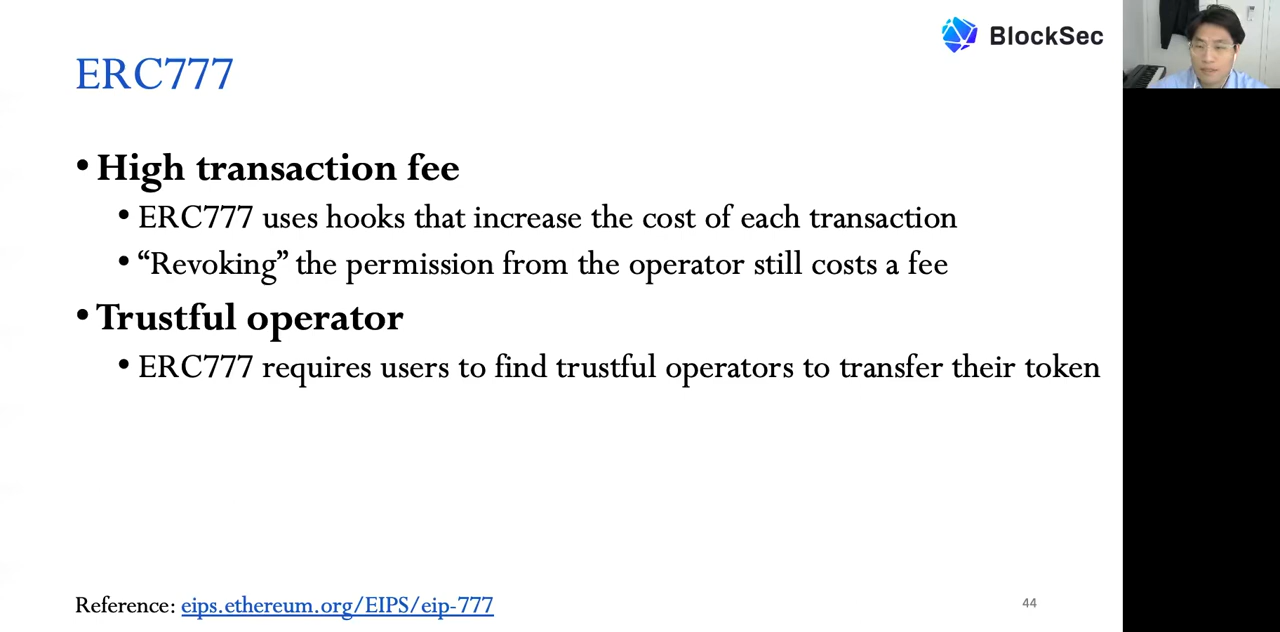 BlockSec
ERC777
• High transaction fee
• ERC777 uses hooks that increase the cost of each transaction
• “Revoking” the permission from the operator still costs a fee
• Trustful operator
• ERC777 requires users to find trustful operators to transfer their token
Reference: eips.ethereum.org/EIPS/eip-777
44